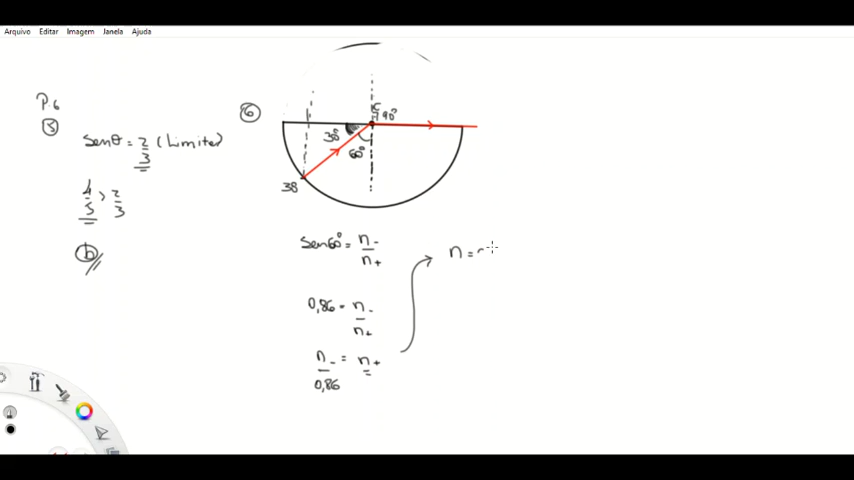 Arquivo Editar Imagem Janela Ajuda
P.6
5
senθ = 2/3 (Limite)
4/5 > 2/3
b
6
C
90°
30°
60°
38
sen60° = n-/n+
0,86 = n-/n+
n-/0,86 = n+
n =